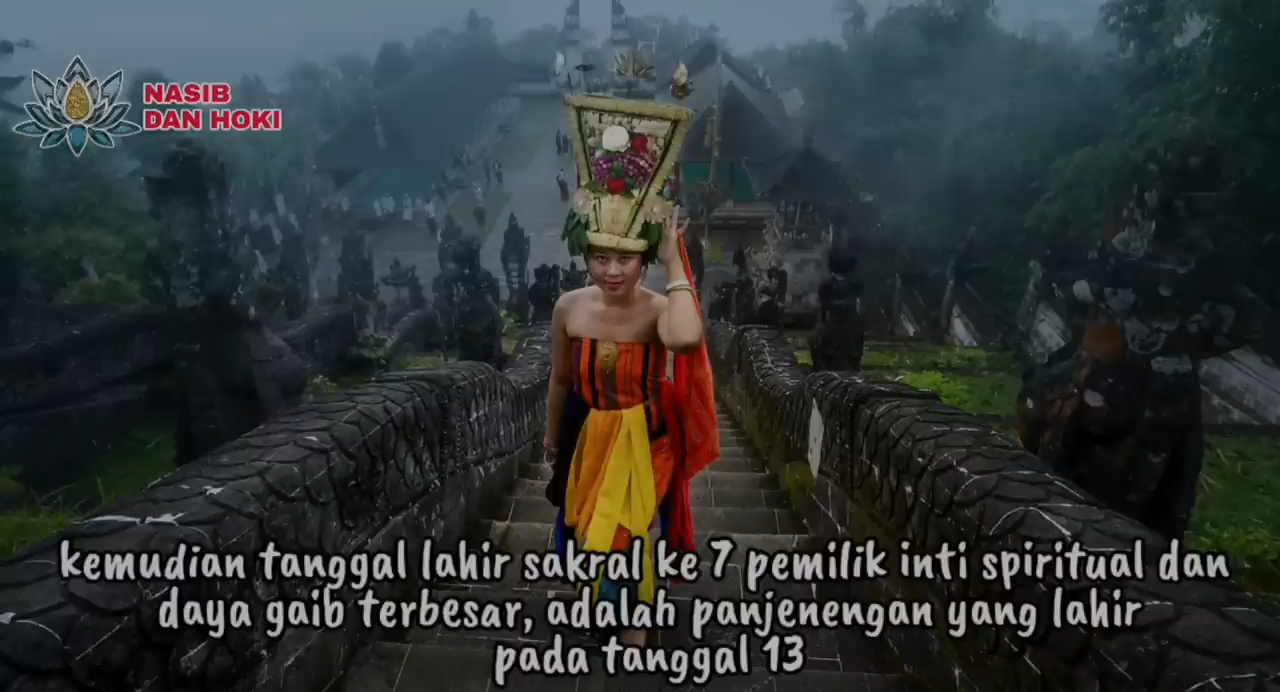 NASIB
DAN HOKI
kemudian tanggal lahir sakral ke 7 pemilik inti spiritual dan
daya gaib terbesar, adalah panjenengan yang lahir
pada tanggal 13